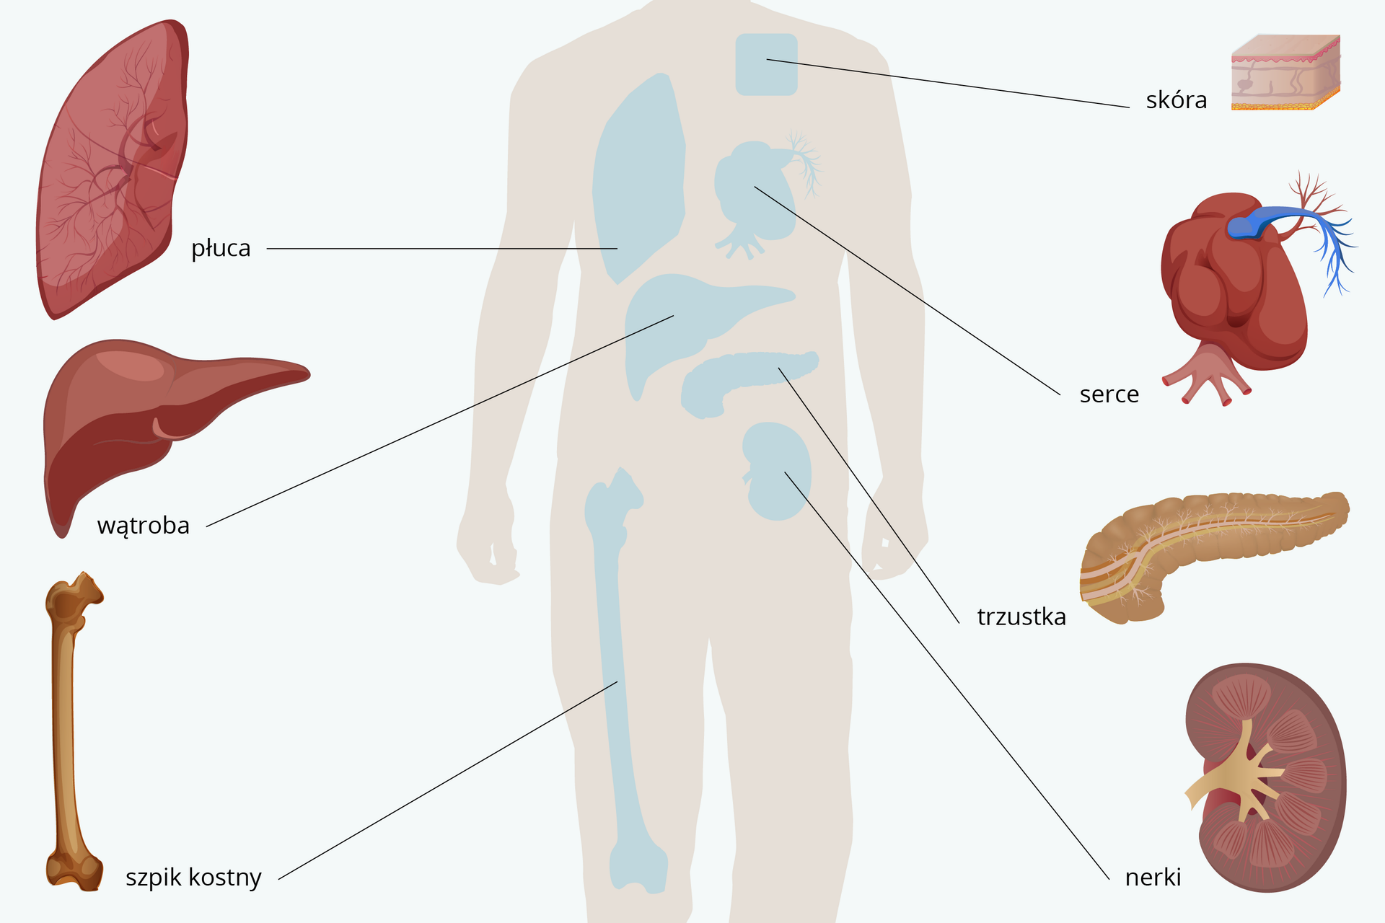 płuca
wątroba
szpik kostny
skóra
serce
trzustka
nerki